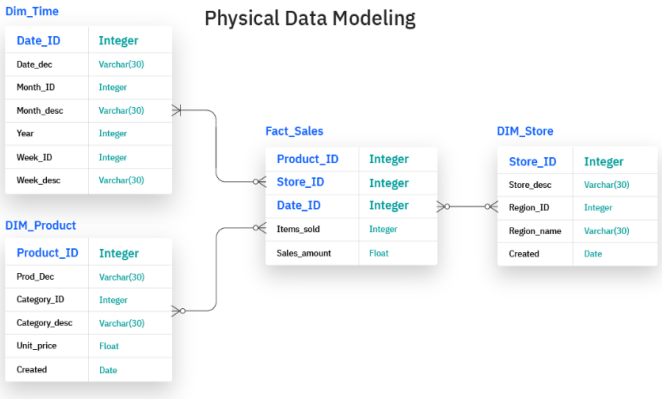 Physical Data Modeling
Dim_Time
Date_ID Integer
Date_dec Varchar(30)
Month_ID Integer
Month_desc Varchar(30)
Year Integer
Week_ID Integer
Week_desc Varchar(30)
DIM_Product
Product_ID Integer
Prod_Dec Varchar(30)
Category_ID Integer
Category_desc Varchar(30)
Unit_price Float
Created Date
Fact_Sales
Product_ID Integer
Store_ID Integer
Date_ID Integer
Items_sold Integer
Sales_amount Float
DIM_Store
Store_ID Integer
Store_desc Varchar(30)
Region_ID Integer
Region_name Varchar(30)
Created Date